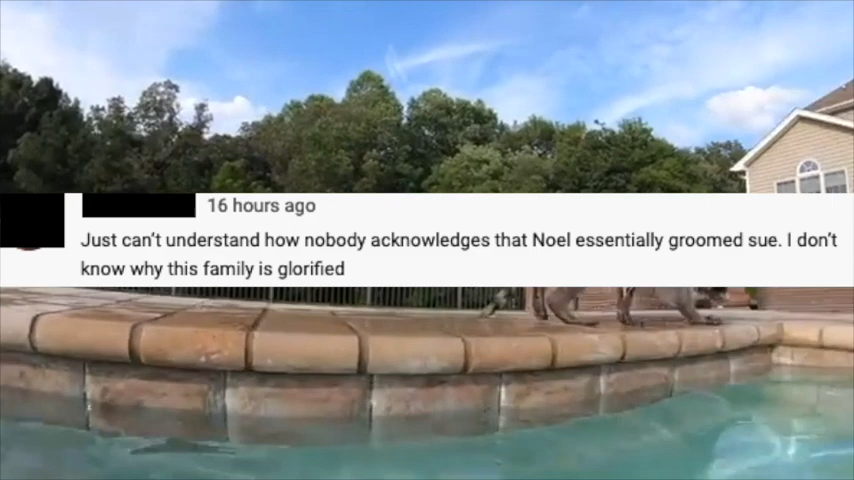 16 hours ago
Just can't understand how nobody acknowledges that Noel essentially groomed sue. I don't
know why this family is glorified